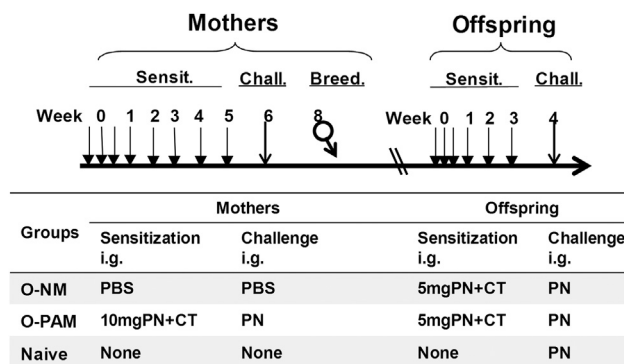 Mothers Offspring
Sensit. Chall. Breed. Sensit. Chall.
Week 0 1 2 3 4 5 6 8 Week 0 1 2 3 4
Mothers Offspring
Groups Sensitization i.g. Challenge i.g. Sensitization i.g. Challenge i.g.
O-NM PBS PBS 5mgPN+CT PN
O-PAM 10mgPN+CT PN 5mgPN+CT PN
Naive None None None PN